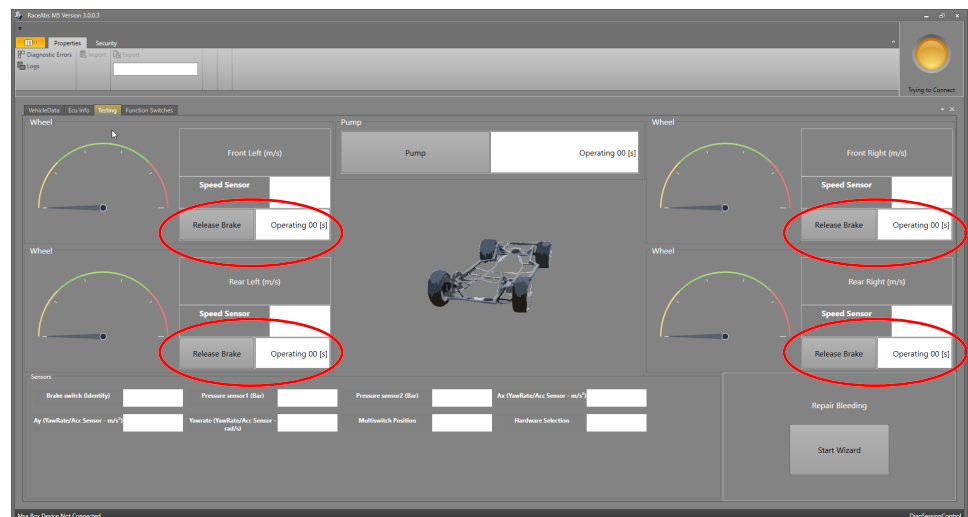 RaceAbs M5 Version 3.0.0.3
Properties Security
Diagnostic Errors Import Export
Logs
Trying to Connect
VehicleData Ecu Info Testing Function Switches
Wheel
Front Left (m/s)
Speed Sensor
Release Brake Operating 00 [s]
Pump
Pump Operating 00 [s]
Wheel
Front Right (m/s)
Speed Sensor
Release Brake Operating 00 [s]
Wheel
Rear Left (m/s)
Speed Sensor
Release Brake Operating 00 [s]
Wheel
Rear Right (m/s)
Speed Sensor
Release Brake Operating 00 [s]
Sensors
Brake switch (Identify) Pressure sensor1 (Bar) Pressure sensor2 (Bar) Ax (YawRate/Acc Sensor - m/s²)
Ay (YawRate/Acc Sensor - m/s²) Yawrate (YawRate/Acc Sensor -
rad/s)
Multiswitch Position Hardware Selection
Repair Bleeding
Start Wizard
Msa Box Device Not Connected DiagSessionControl